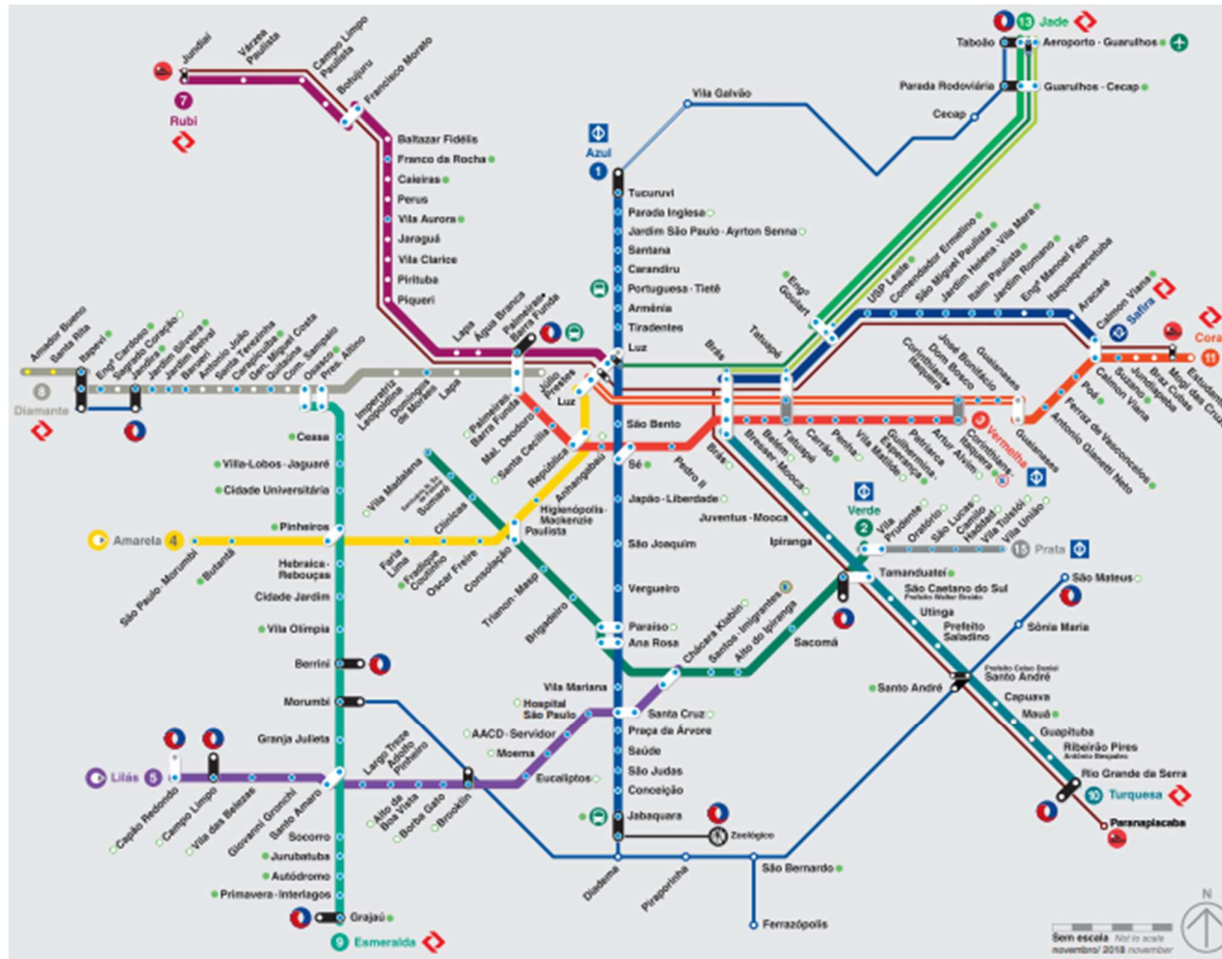 Jundiaí
Várzea
Paulista
Campo Limpo
Paulista
Botujuru
Francisco Morato
7
Rubi
Baltazar Fidélis
Franco da Rocha
Caieiras
Perus
Vila Aurora
Jaraguá
Vila Clarice
Pirituba
Piqueri
Lapa
Água Branca
Palmeiras-
Barra Funda
Azul
1
Tucuruvi
Parada Inglesa
Jardim São Paulo - Ayrton Senna
Santana
Carandiru
Portuguesa - Tietê
Armênia
Tiradentes
Luz
São Bento
Sé
Japão - Liberdade
São Joaquim
Vergueiro
Paraíso
Ana Rosa
Vila Mariana
Santa Cruz
Praça da Árvore
Saúde
São Judas
Conceição
Jabaquara
Zoológico
Vila Galvão
Cecap
Taboão
Parada Rodoviária
13 Jade
Aeroporto - Guarulhos
Guarulhos - Cecap
Engº
Goulart
USP Leste
Comendador Ermelino
São Miguel Paulista
Jardim Helena - Vila Mara
Itaim Paulista
Jardim Romano
Engº Manoel Feio
Itaquaquecetuba
Aracaré
Calmon Viana
12 Safira
Brás
Tatuapé
Corinthians-
Itaquera
Dom Bosco
José Bonifácio
Guaianases
Guaianases
Antonio Gianetti Neto
Ferraz de Vasconcelos
Poá
Calmon Viana
Suzano
Jundiapeba
Braz Cubas
Mogi das Cruz
Estuden
Cora
11
Amador Bueno
Santa Rita
Itapevi
Engº Cardoso
Sagrado Coração
Jandira
Jardim Silveira
Jardim Belval
Barueri
Antonio João
Santa Terezinha
Carapicuíba
Gen. Miguel Costa
Quitaúna
Com. Sampaio
Osasco
Pres. Altino
Imperatriz
Leopoldina
Domingos
de Moraes
Lapa
Júlio
Prestes
8
Diamante
Palmeiras-
Barra Funda
Mal. Deodoro
Santa Cecília
República
Anhangabaú
Pedro II
Brás
Bresser - Mooca
Belém
Tatuapé
Carrão
Penha
Vila Matilde
Guilhermina-
Esperança
Patriarca
Artur Alvim
Corinthians-
Itaquera
3 Vermelha
Luz
Higienópolis-
Mackenzie
Paulista
Oscar Freire
Fradique
Coutinho
Faria
Lima
Pinheiros
Butantã
São Paulo - Morumbi
Amarela 4
Vila Madalena
Sumaré
Clínicas
Consolação
Trianon - Masp
Brigadeiro
Chácara Klabin
Santos - Imigrantes
Alto do Ipiranga
Sacomã
Tamanduateí
Verde
2
Vila
Prudente
Oratório
São Lucas
Camilo
Haddad
Vila Tolstói
Vila União
15 Prata
Ceasa
Villa-Lobos - Jaguaré
Cidade Universitária
Hebraica -
Rebouças
Cidade Jardim
Vila Olímpia
Berrini
Morumbi
Granja Julieta
Santo Amaro
Socorro
Jurubatuba
Autódromo
Primavera - Interlagos
Grajaú
9 Esmeralda
Lilás 5
Capão Redondo
Campo Limpo
Vila das Belezas
Giovanni Gronchi
Largo Treze
Adolfo
Pinheiro
Alto da
Boa Vista
Borba Gato
Brooklin
Eucaliptos
Moema
AACD - Servidor
Hospital
São Paulo
Juventus - Mooca
Ipiranga
São Caetano do Sul
Utinga
Prefeito
Saladino
Santo André
Santo André
Capuava
Mauá
Guapituba
Ribeirão Pires
Rio Grande da Serra
10 Turquesa
Paranapiacaba
São Mateus
Sônia Maria
Diadema
Piraporinha
São Bernardo
Ferrazópolis
N
Sem escala Not to scale
novembro/ 2018 november